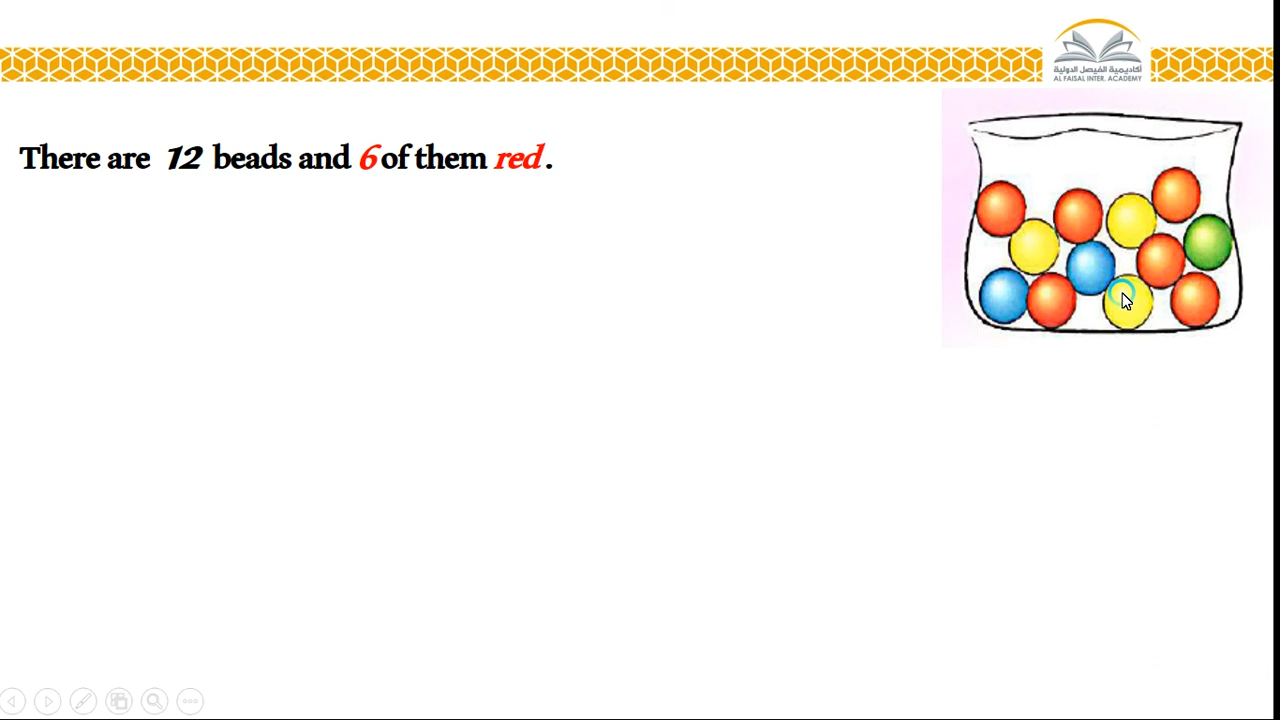 أكاديمية الفيصل الدولية
AL FAISAL INTER. ACADEMY
There are 12 beads and 6 of them red .